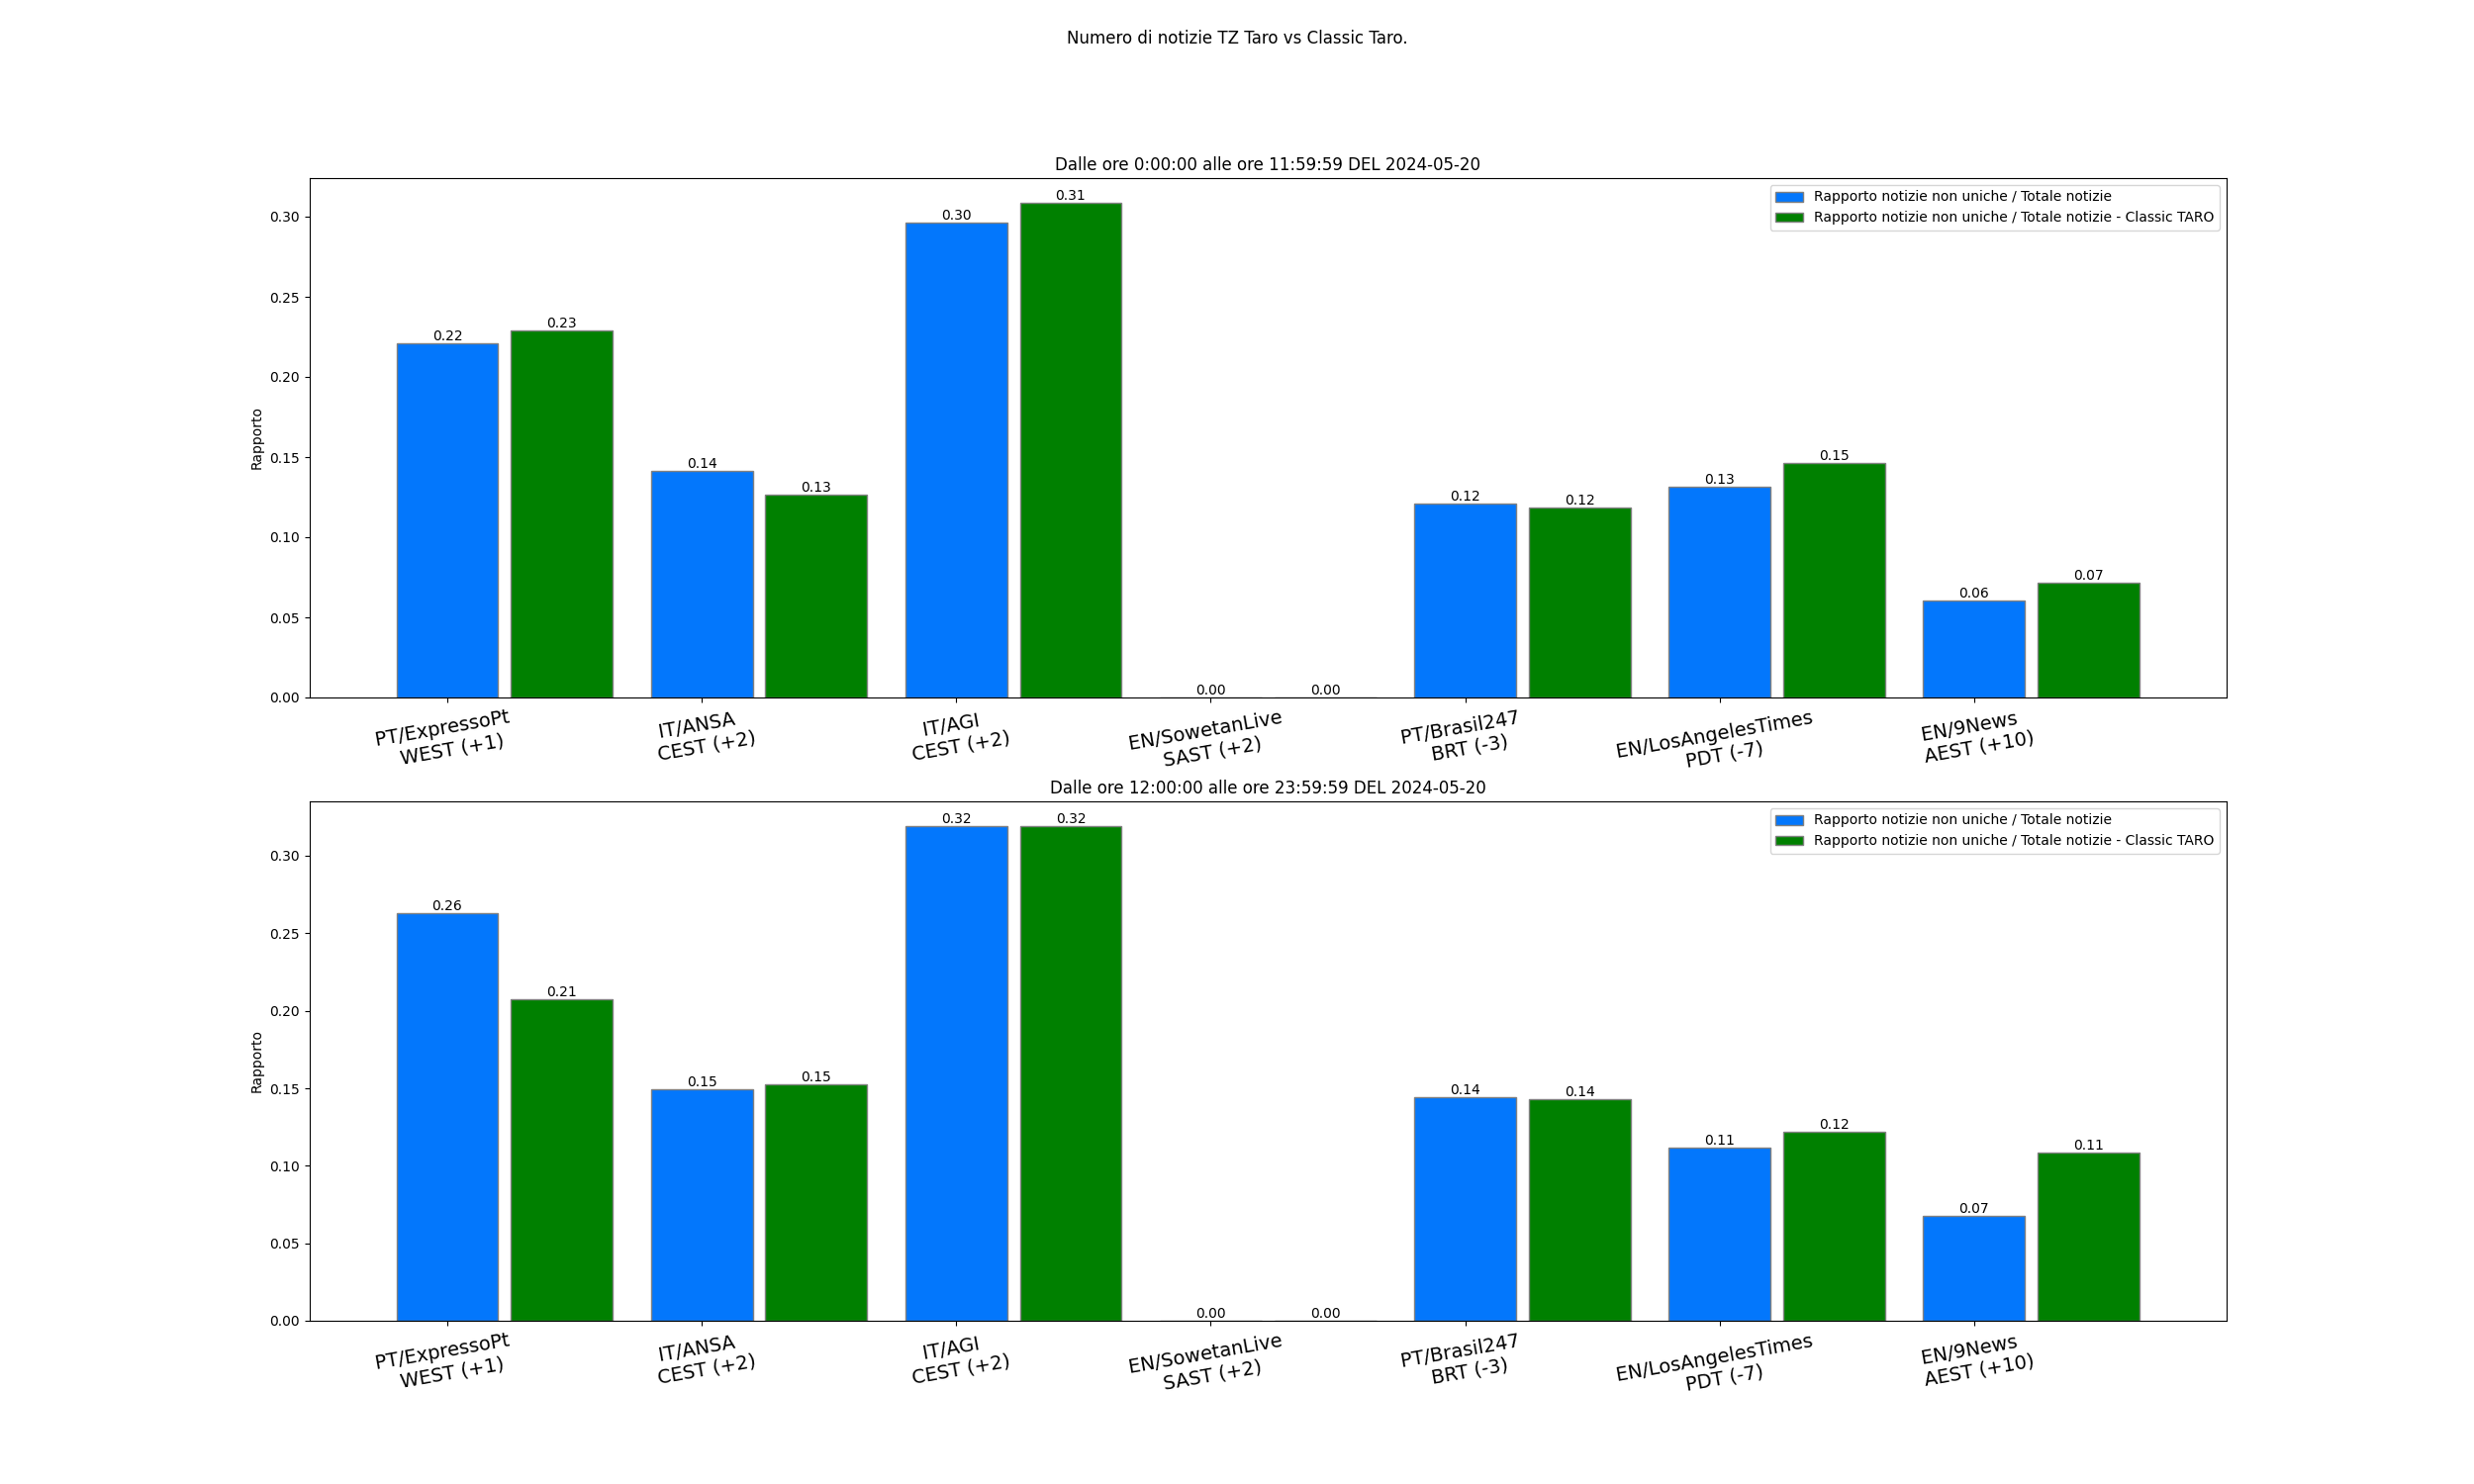 Numero di notizie TZ Taro vs Classic Taro.
Dalle ore 0:00:00 alle ore 11:59:59 DEL 2024-05-20
Rapporto notizie non uniche / Totale notizie
Rapporto notizie non uniche / Totale notizie - Classic TARO
Rapporto
0.30
0.25
0.20
0.15
0.10
0.05
0.00
0.22
0.23
0.14
0.13
0.30
0.31
0.00
0.00
0.12
0.12
0.13
0.15
0.06
0.07
PT/ExpressoPt
WEST (+1)
IT/ANSA
CEST (+2)
IT/AGI
CEST (+2)
EN/SowetanLive
SAST (+2)
PT/Brasil247
BRT (-3)
EN/LosAngelesTimes
PDT (-7)
EN/9News
AEST (+10)
Dalle ore 12:00:00 alle ore 23:59:59 DEL 2024-05-20
Rapporto notizie non uniche / Totale notizie
Rapporto notizie non uniche / Totale notizie - Classic TARO
Rapporto
0.30
0.25
0.20
0.15
0.10
0.05
0.00
0.26
0.21
0.15
0.15
0.32
0.32
0.00
0.00
0.14
0.14
0.11
0.12
0.07
0.11
PT/ExpressoPt
WEST (+1)
IT/ANSA
CEST (+2)
IT/AGI
CEST (+2)
EN/SowetanLive
SAST (+2)
PT/Brasil247
BRT (-3)
EN/LosAngelesTimes
PDT (-7)
EN/9News
AEST (+10)